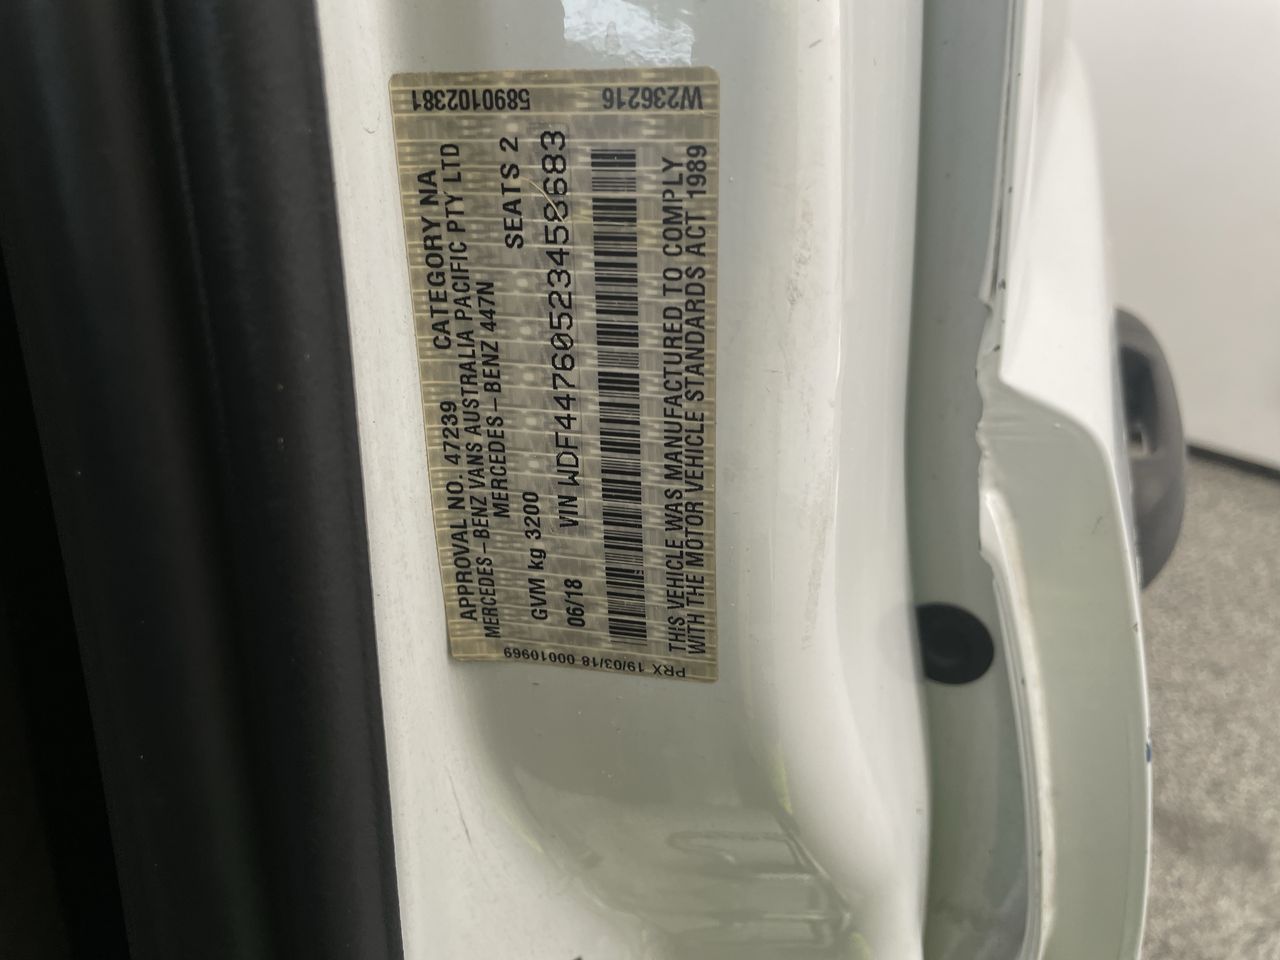 APPROVAL NO. 47239 CATEGORY NA
MERCEDES-BENZ VANS AUSTRALIA PACIFIC PTY LTD
MERCEDES-BENZ 447N
GVM kg 3200 SEATS 2
06/18 VIN WDF44760523458683
THIS VEHICLE WAS MANUFACTURED TO COMPLY
WITH THE MOTOR VEHICLE STANDARDS ACT 1989
5890102381 W236216
PRX 19/03/18 00010969